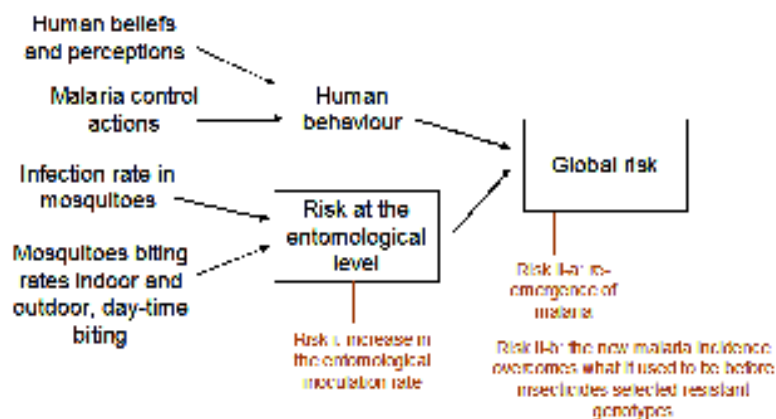 Human beliefs
and perceptions
Malaria control
actions
Human
behaviour
Infection rate in
mosquitoes
Mosquitoes biting
rates indoor and
outdoor, day-time
biting
Risk at the
entomological
level
Global risk
Risk I: increase in
the entomological
inoculation rate
Risk II-a: re-
emergence of
malaria
Risk II-b: the new malaria incidence
overcomes what it used to be before
insecticides selected resistant
genotypes